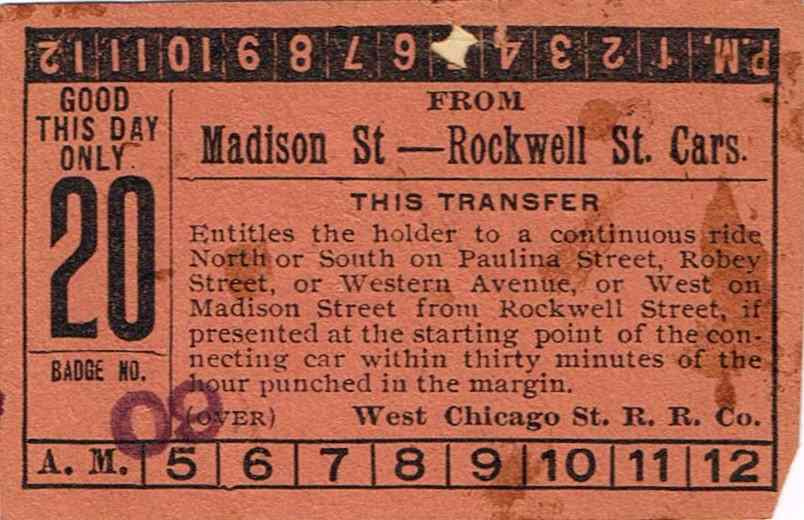 P.M. 1 2 3 4 6 7 8 9 10 11 12
GOOD
THIS DAY
ONLY
20
BADGE NO.
FROM
Madison St — Rockwell St. Cars.
THIS TRANSFER
Entitles the holder to a continuous ride
North or South on Paulina Street, Robey
Street, or Western Avenue, or West on
Madison Street from Rockwell Street, if
presented at the starting point of the con-
necting car within thirty minutes of the
hour punched in the margin.
(OVER) West Chicago St. R. R. Co.
A. M. 5 6 7 8 9 10 11 12